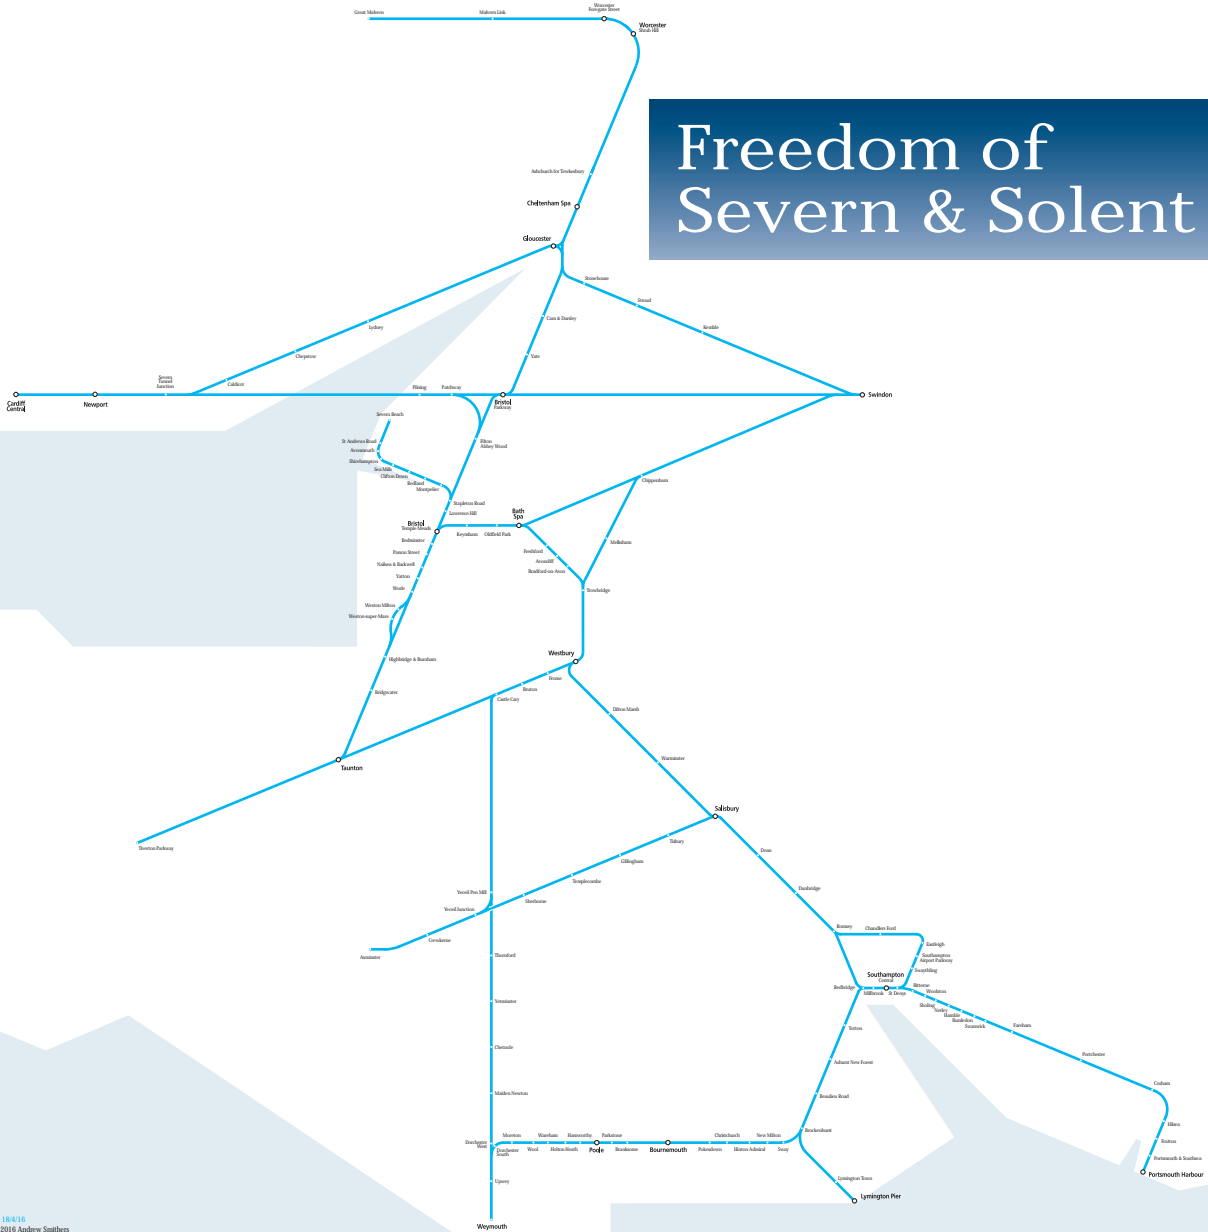 Great Malvern
Malvern Link
Worcester
Foregate Street
Worcester
Shrub Hill
Freedom of
Severn & Solent
Ashchurch for Tewkesbury
Cheltenham Spa
Gloucester
Stonehouse
Stroud
Kemble
Cam & Dursley
Lydney
Chepstow
Yate
Severn
Tunnel
Junction
Caldicot
Pilning
Patchway
Cardiff
Central
Newport
Bristol
Parkway
Swindon
Severn Beach
St Andrews Road
Avonmouth
Shirehampton
Sea Mills
Clifton Down
Redland
Montpelier
Filton
Abbey Wood
Chippenham
Stapleton Road
Lawrence Hill
Bristol
Temple Meads
Bath
Spa
Keynsham
Oldfield Park
Bedminster
Parson Street
Nailsea & Backwell
Yatton
Worle
Weston Milton
Weston-super-Mare
Freshford
Avoncliff
Bradford-on-Avon
Melksham
Trowbridge
Westbury
Highbridge & Burnham
Frome
Bruton
Castle Cary
Bridgwater
Dilton Marsh
Warminster
Taunton
Tiverton Parkway
Salisbury
Tisbury
Gillingham
Templecombe
Sherborne
Dean
Dunbridge
Yeovil Pen Mill
Yeovil Junction
Crewkerne
Axminster
Romsey
Chandlers Ford
Eastleigh
Southampton
Airport Parkway
Swaythling
Thornford
Southampton
Central
Redbridge
Millbrook
St Denys
Bitterne
Woolston
Sholing
Netley
Hamble
Bursledon
Swanwick
Fareham
Portchester
Cosham
Hilsea
Fratton
Portsmouth & Southsea
Portsmouth Harbour
Yetminster
Chetnole
Maiden Newton
Totton
Ashurst New Forest
Beaulieu Road
Brockenhurst
Dorchester
West
Dorchester
South
Moreton
Wool
Wareham
Holton Heath
Hamworthy
Poole
Parkstone
Branksome
Bournemouth
Pokesdown
Christchurch
Hinton Admiral
New Milton
Sway
Lymington Town
Lymington Pier
Upwey
Weymouth
18/4/16
2016 Andrew Smithers